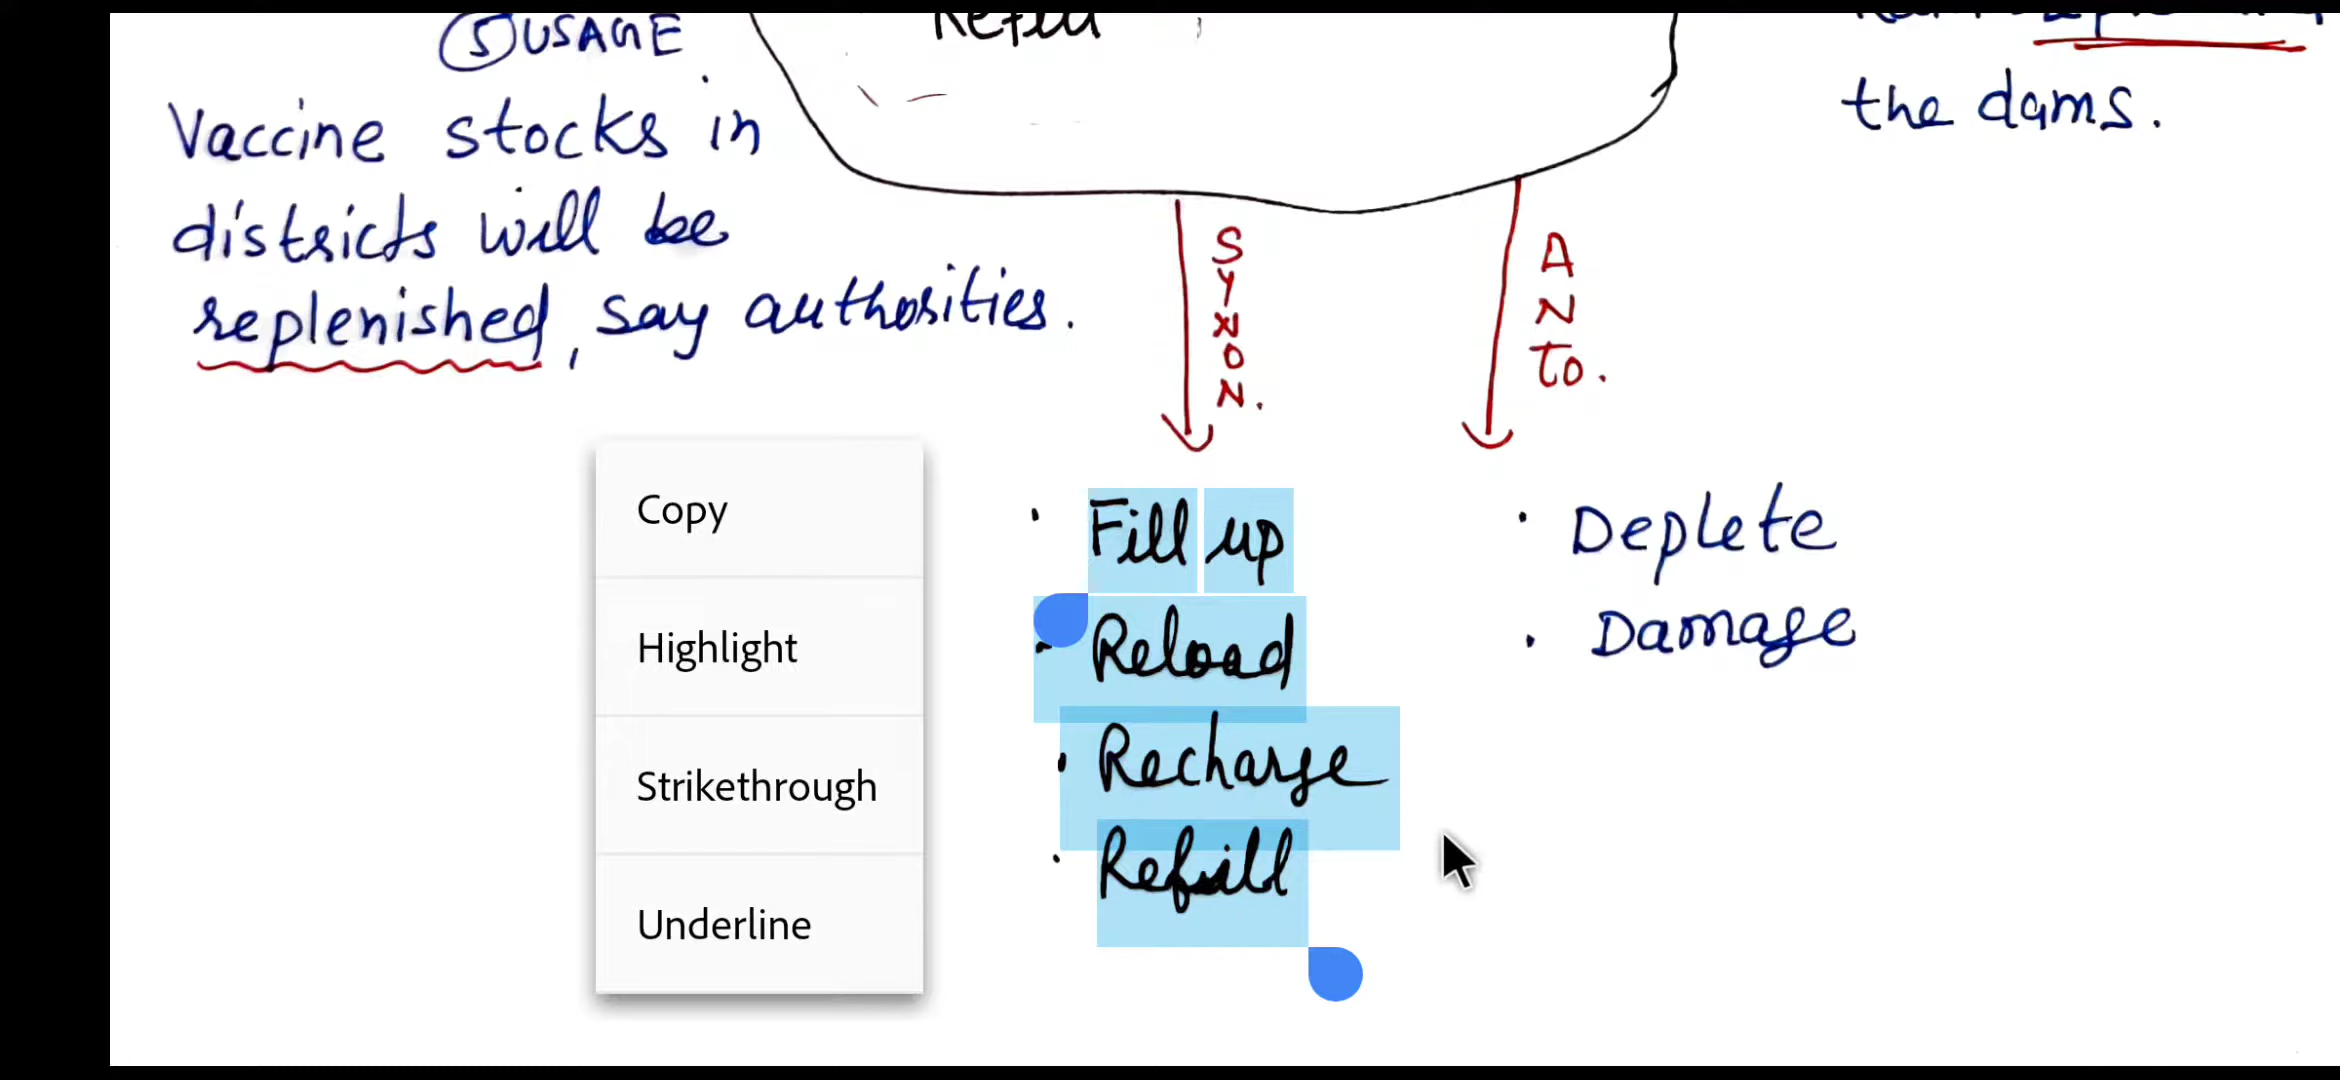 ⑤ USAGE
Vaccine stocks in
districts will be
replenished, say authorities.
Refill
the dams.
SYNON.
ANTO.
Copy
Highlight
Strikethrough
Underline
· Fill up
· Reload
· Recharge
· Refill
· Deplete
· Damage